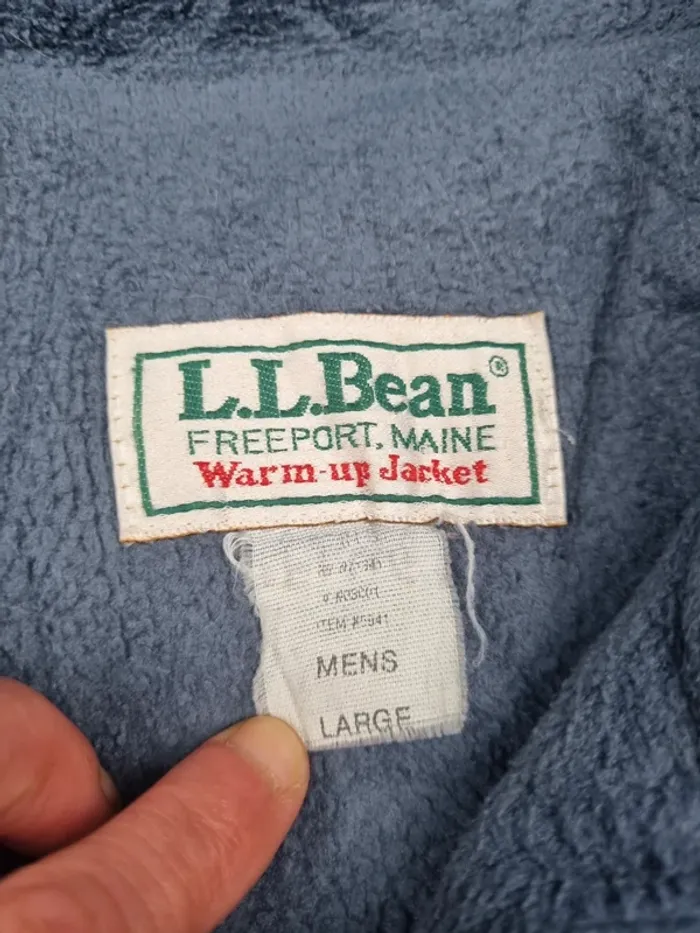 L.L.Bean®
FREEPORT, MAINE
Warm-up Jacket
MENS
LARGE